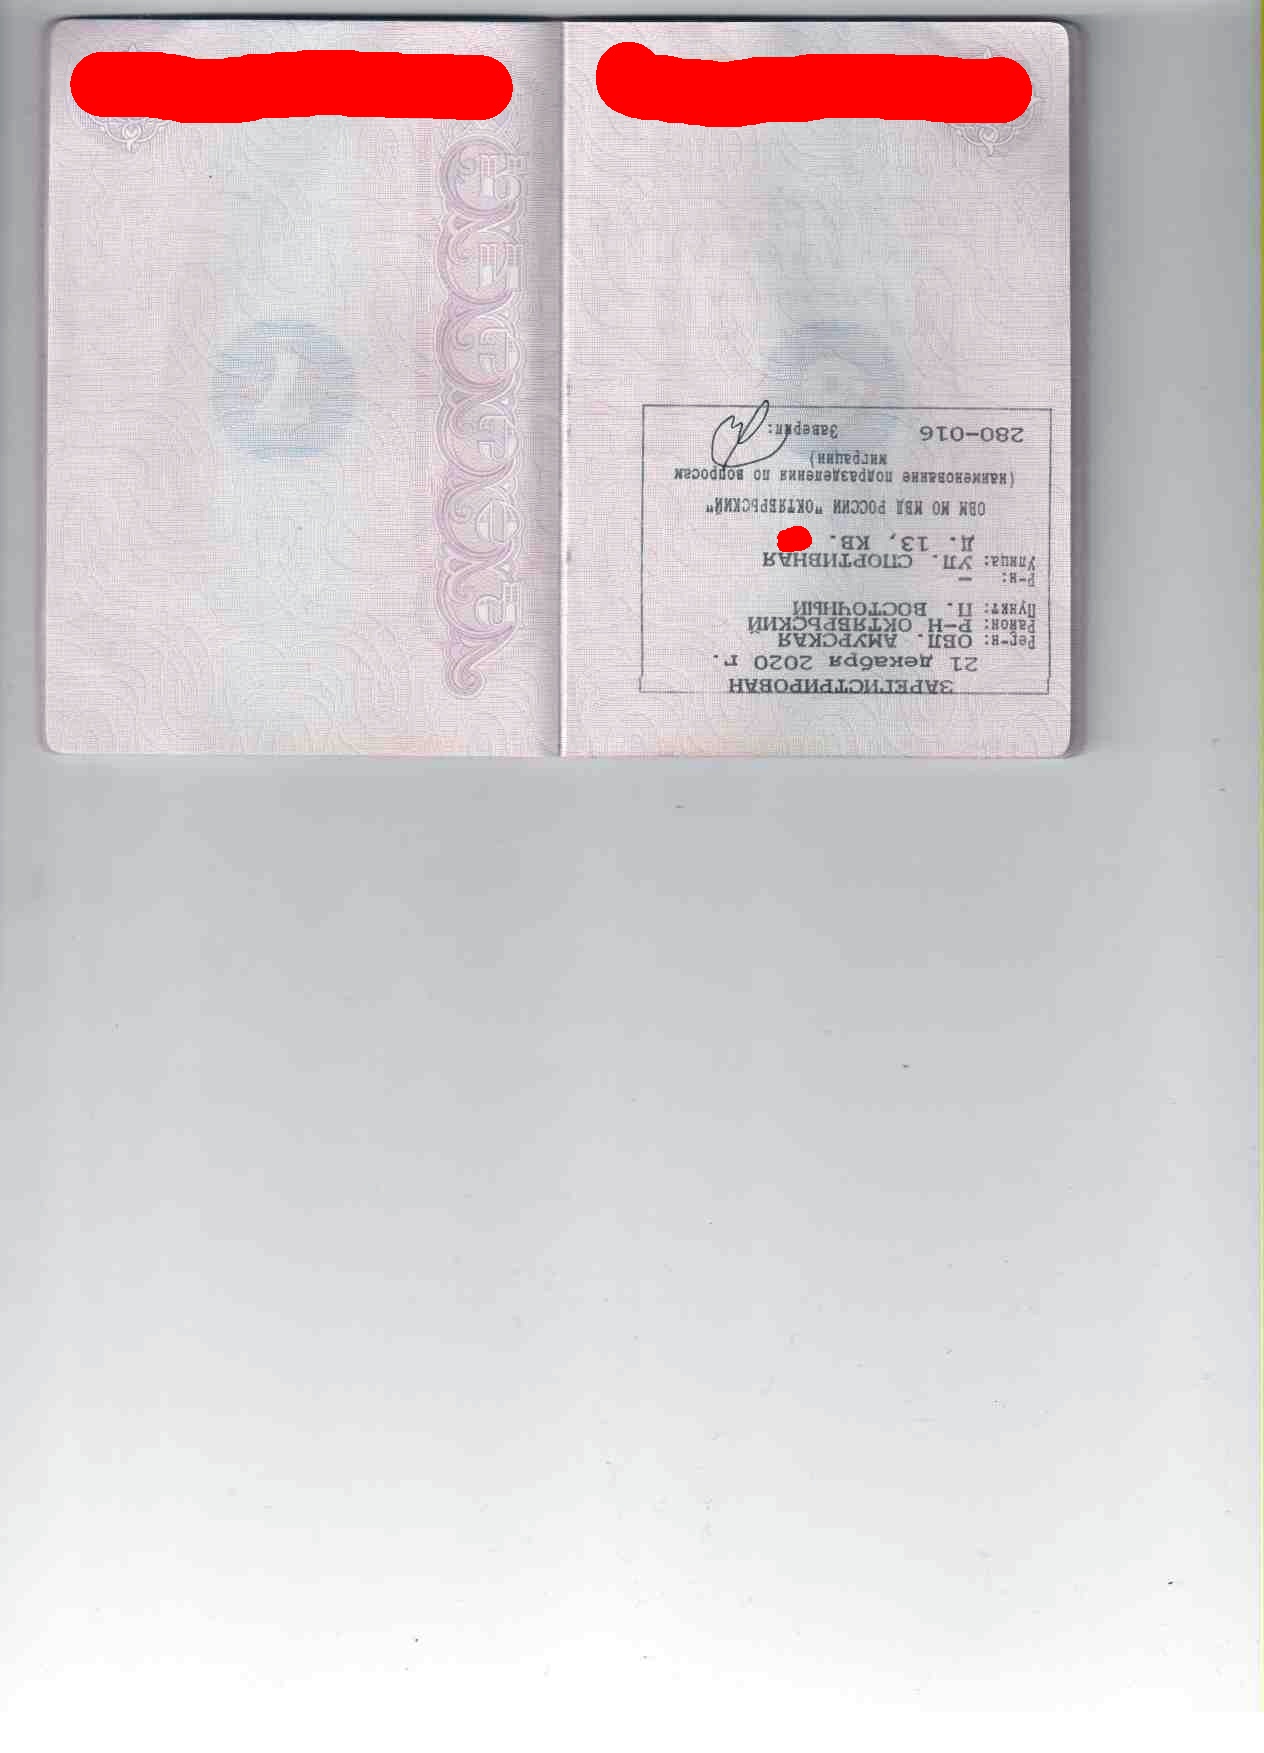 ЗАРЕГИСТРИРОВАН
21 декабря 2020 г.
Рег-н: ОБЛ. АМУРСКАЯ
Район: Р-Н ОКТЯБРЬСКИЙ
Пункт: П. ВОСТОЧНЫЙ
Р-н: -
Улица: УЛ. СПОРТИВНАЯ
Д. 13, КВ.
ОВМ МО МВД РОССИИ "ОКТЯБРЬСКИЙ"
(наименование подразделения по вопросам
миграции)
280-016 Заверил: